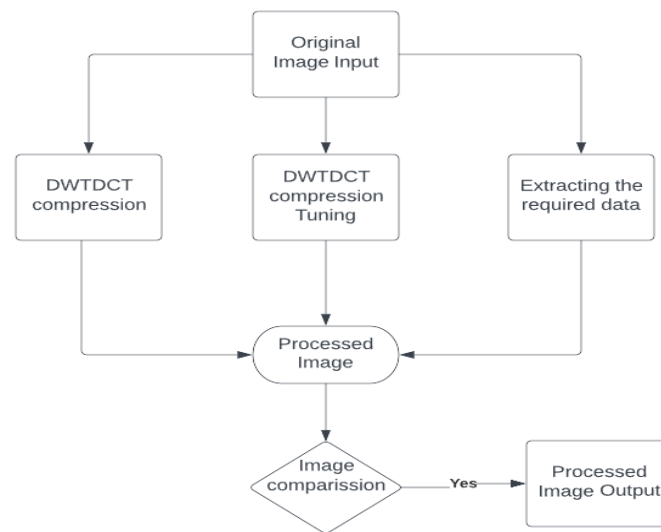 Original
Image Input
DWTDCT
compression
DWTDCT
compression
Tuning
Extracting the
required data
Processed
Image
Image
comparission
Yes
Processed
Image Output